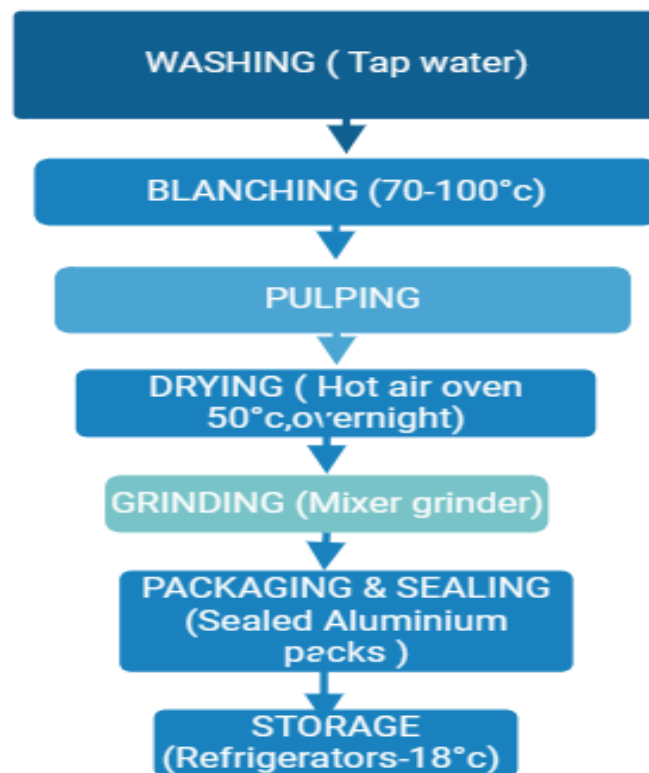 WASHING ( Tap water)
BLANCHING (70-100°c)
PULPING
DRYING ( Hot air oven
50°c,overnight)
GRINDING (Mixer grinder)
PACKAGING & SEALING
(Sealed Aluminium
packs )
STORAGE
(Refrigerators-18°c)